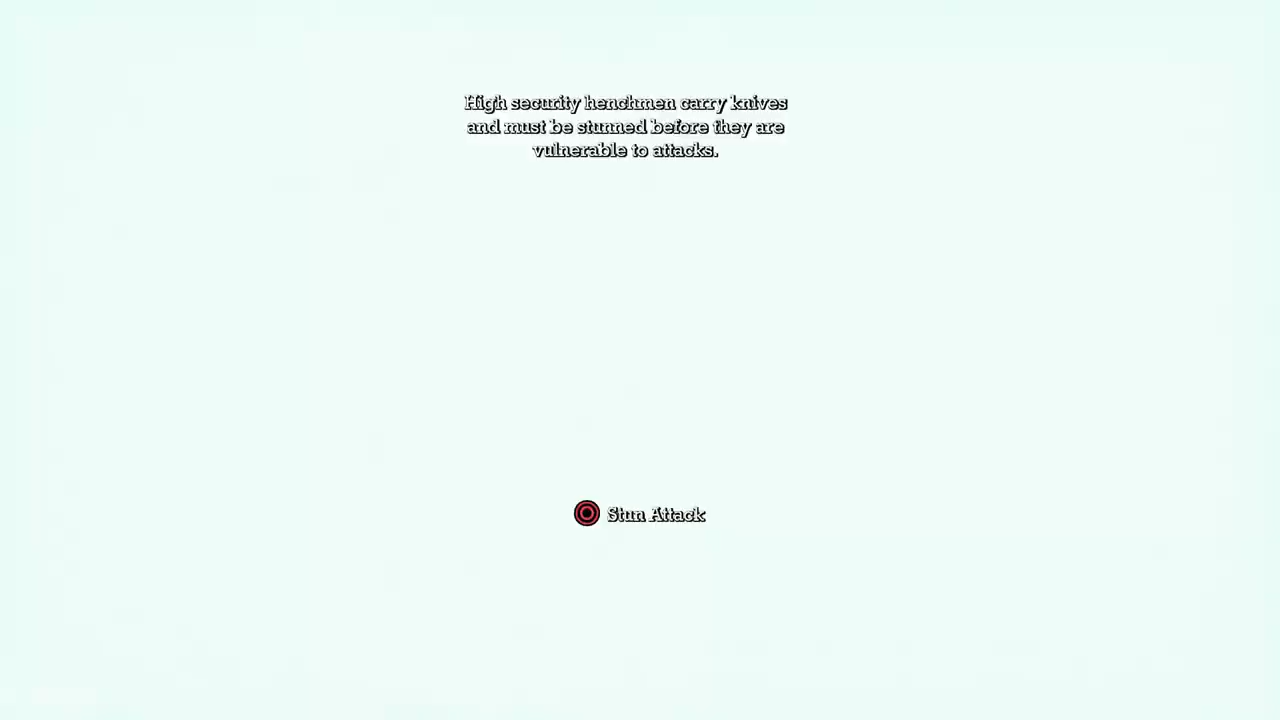 High security henchmen carry knives
and must be stunned before they are
vulnerable to attacks.
Stun Attack